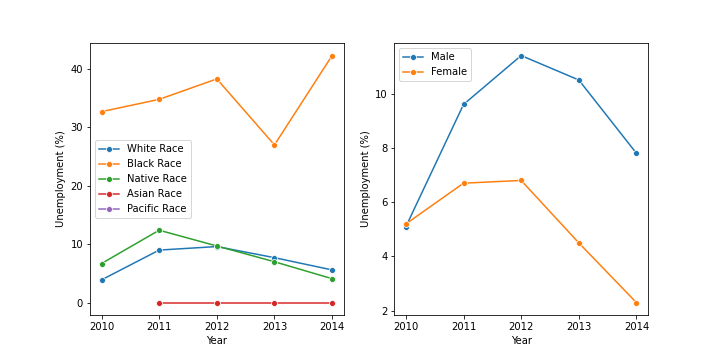 40
30
20
10
0
Unemployment (%)
White Race
Black Race
Native Race
Asian Race
Pacific Race
2010 2011 2012 2013 2014
Year
10
8
6
4
2
Unemployment (%)
Male
Female
2010 2011 2012 2013 2014
Year